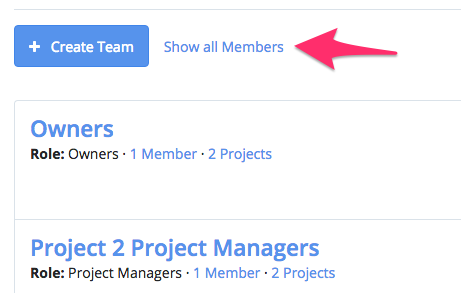 + Create Team Show all Members
Owners
Role: Owners · 1 Member · 2 Projects
Project 2 Project Managers
Role: Project Managers · 1 Member · 2 Projects